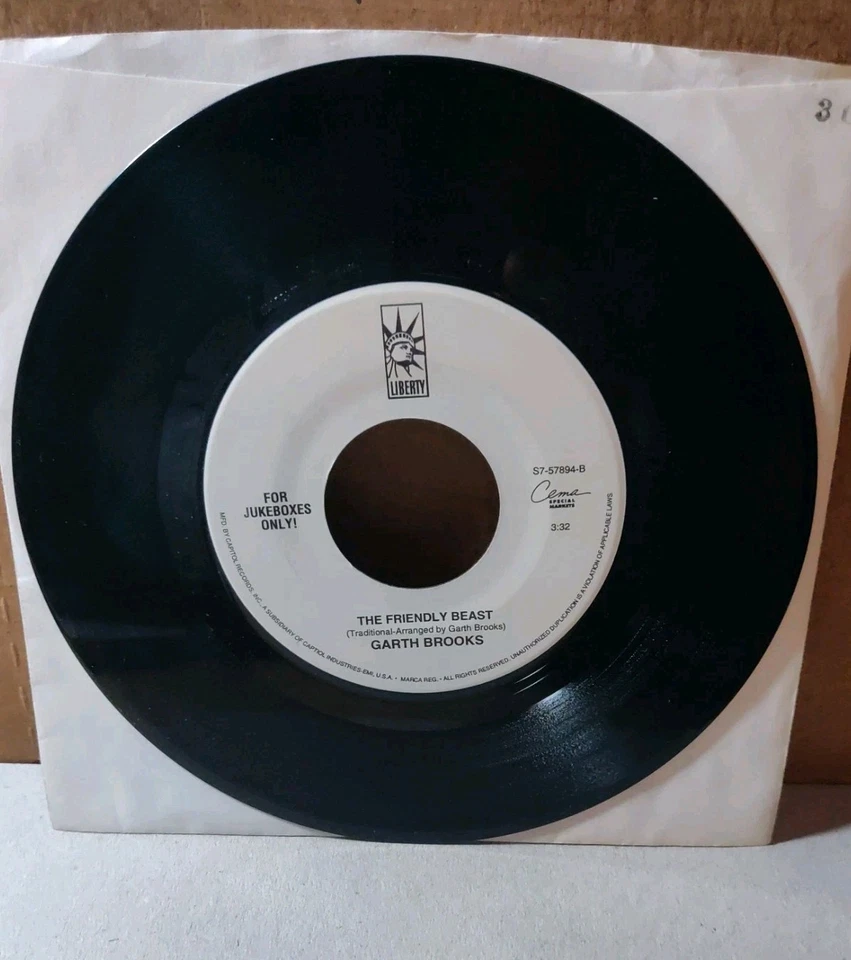 3
LIBERTY
FOR
JUKEBOXES
ONLY!
S7-57894-B
Cema
SPECIAL
MARKETS
3:32
THE FRIENDLY BEAST
(Traditional-Arranged by Garth Brooks)
GARTH BROOKS
MFD. BY CAPITOL RECORDS, INC., A SUBSIDIARY OF CAPTIOL INDUSTRIES-EMI, U.S.A. • MARCA REG. • ALL RIGHTS RESERVED. UNAUTHORIZED DUPLICATION IS A VIOLATION OF APPLICABLE LAWS.